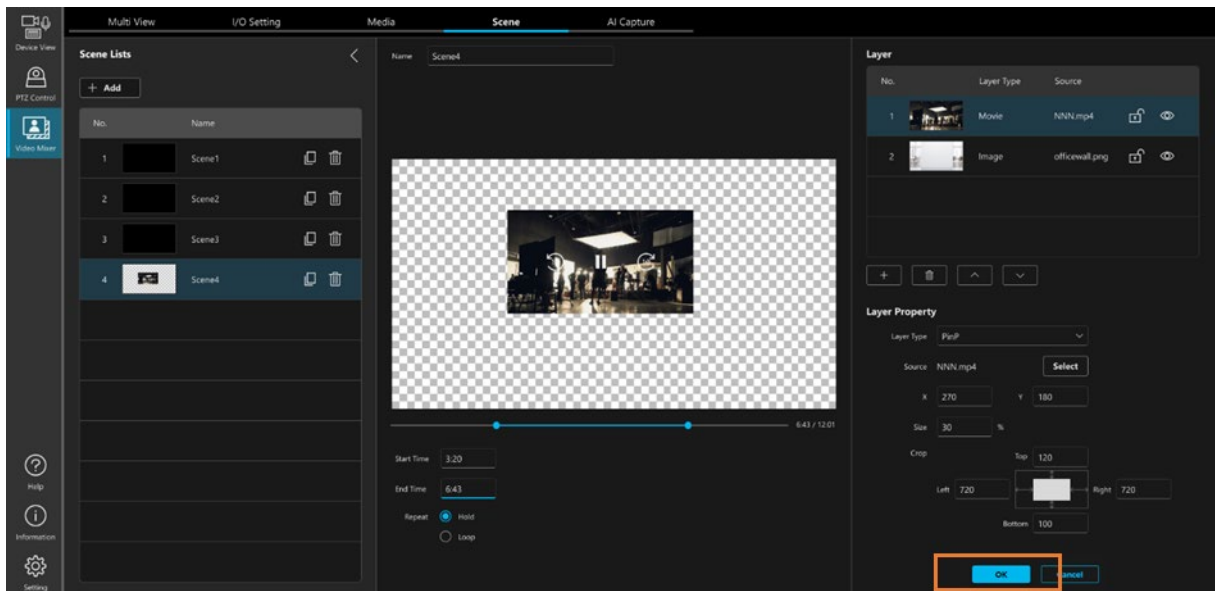 Multi View I/O Setting Media Scene AI Capture
Device View
PTZ Control
Video Mixer
Help
Information
Setting
Scene Lists
+ Add
No. Name
1 Scene1
2 Scene2
3 Scene3
4 Scene4
Name Scene4
6:43 / 12:01
Start Time 3:20
End Time 6:43
Repeat Hold
Loop
Layer
No. Layer Type Source
1 Movie NNN.mp4
2 Image officewall.png
Layer Property
Layer Type PinP
Source NNN.mp4 Select
X 270 Y 180
Size 30 %
Crop Top 120
Left 720 Right 720
Bottom 100
OK Cancel